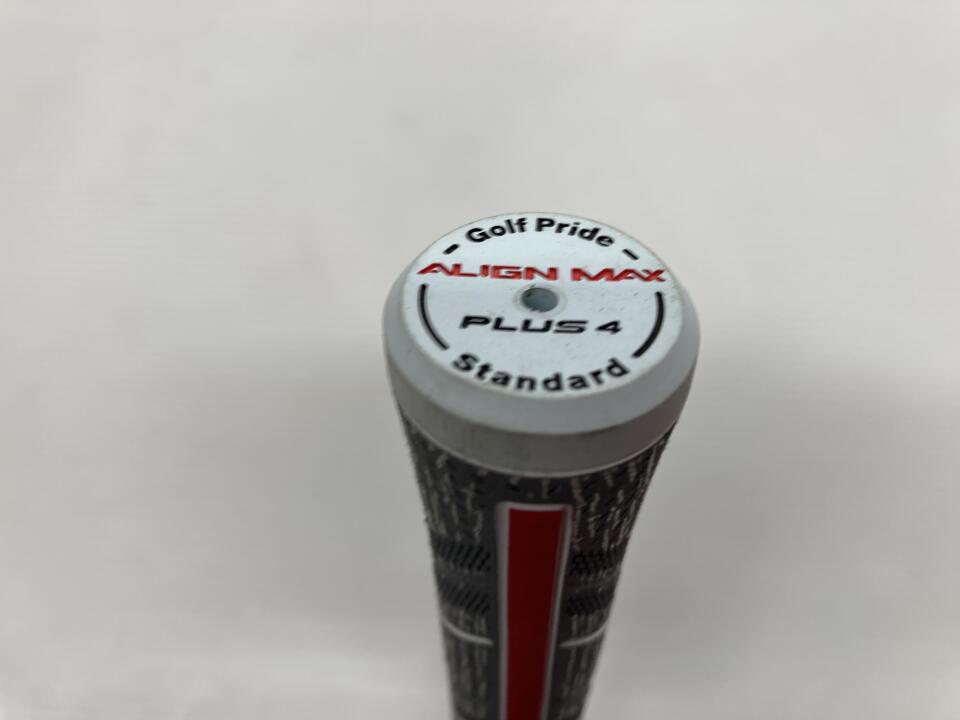 Golf Pride
ALIGN MAX
PLUS 4
Standard